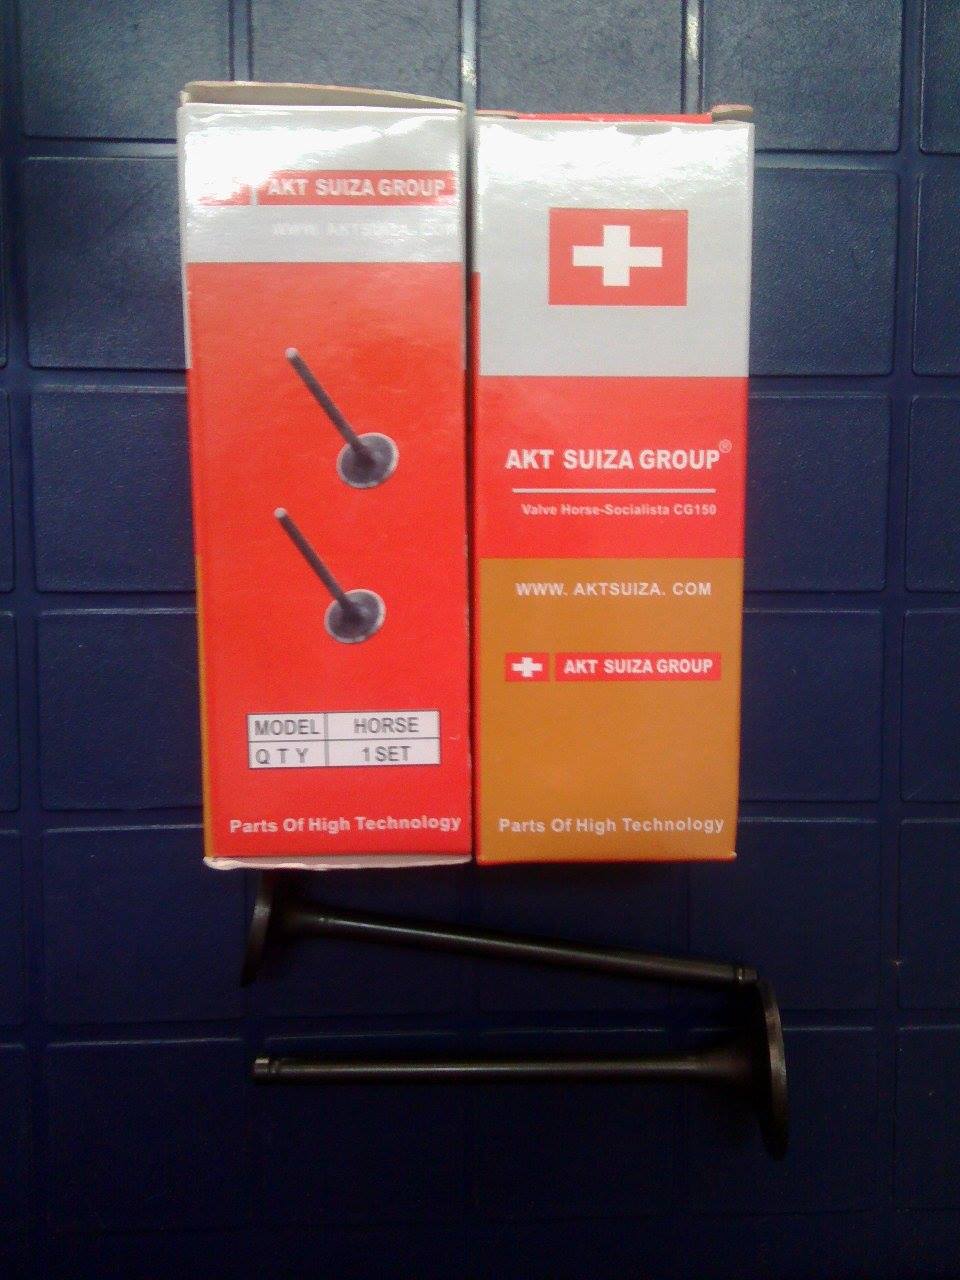 AKT SUIZA GROUP
WWW. AKTSUIZA. COM
MODEL HORSE
QTY 1 SET
Parts Of High Technology
AKT SUIZA GROUP®
Valve Horse-Socialista CG150
WWW. AKTSUIZA. COM
AKT SUIZA GROUP
Parts Of High Technology